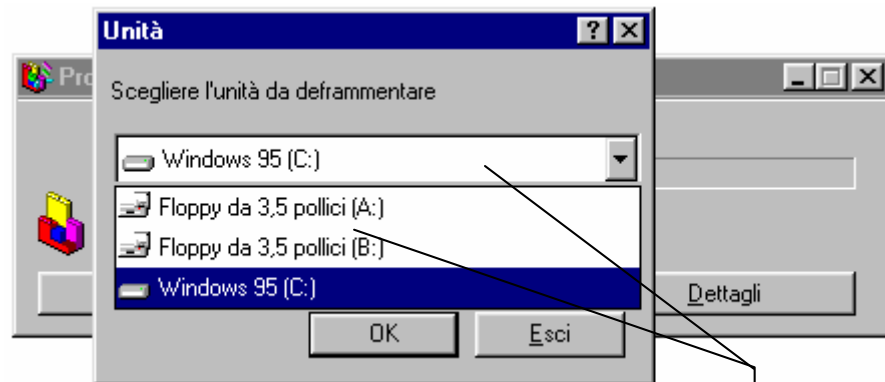 Unità
Scegliere l'unità da deframmentare
Windows 95 (C:)
Floppy da 3,5 pollici (A:)
Floppy da 3,5 pollici (B:)
Windows 95 (C:)
Dettagli
OK
Esci